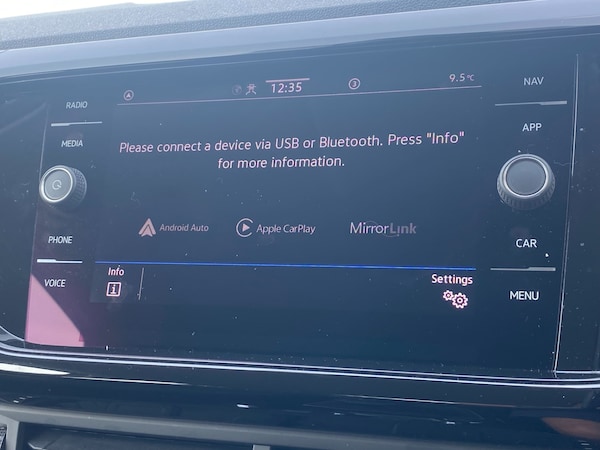 RADIO
12:35
3
9.5°C
NAV
MEDIA
APP
Please connect a device via USB or Bluetooth. Press "Info"
for more information.
Android Auto
Apple CarPlay
MirrorLink
PHONE
CAR
VOICE
Info
Settings
MENU